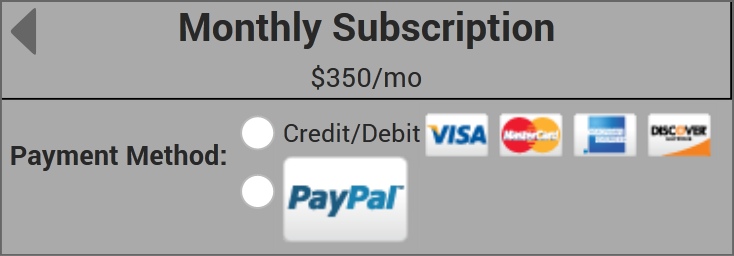 Monthly Subscription
$350/mo
Payment Method:
Credit/Debit VISA MasterCard DISCOVER
PayPal